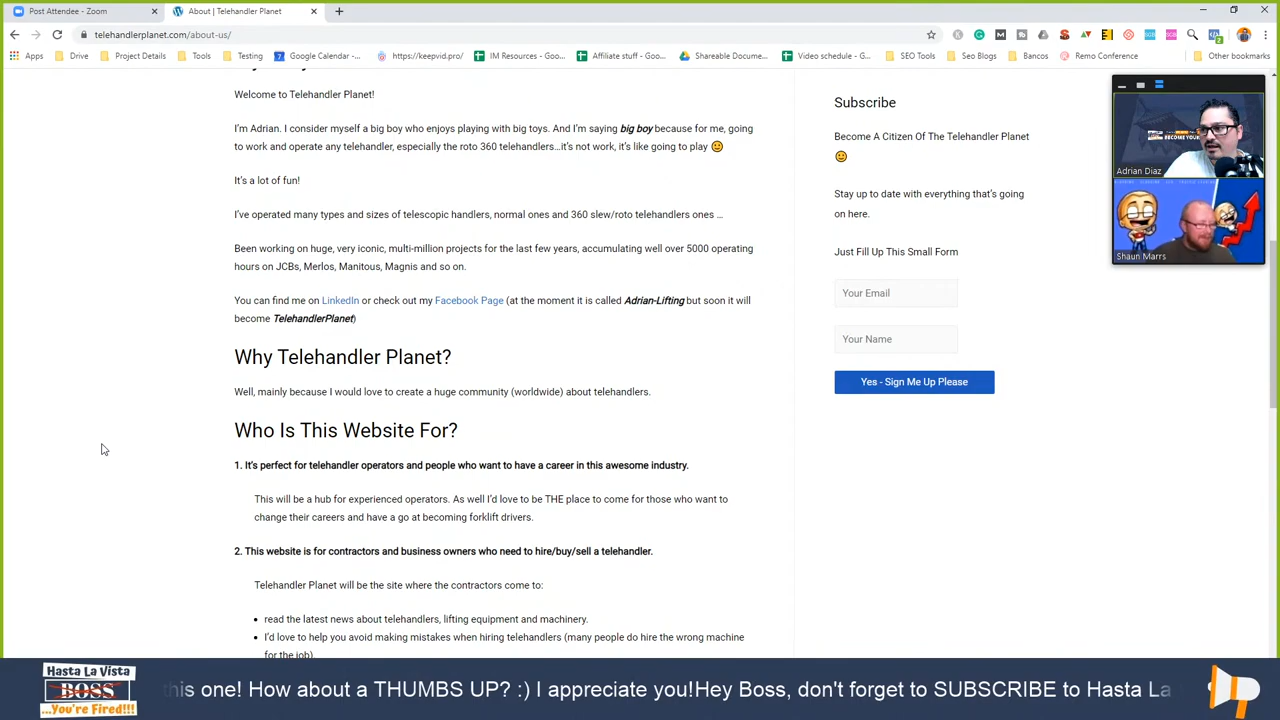 Post Attendee - Zoom
About | Telehandler Planet
telehandlerplanet.com/about-us/
Apps
Drive
Project Details
Tools
Testing
Google Calendar -...
https://keepvid.pro/
IM Resources - Goo...
Affiliate stuff - Goo...
Shareable Docume...
Video schedule - G...
SEO Tools
Seo Blogs
Bancos
Remo Conference
Other bookmarks
Welcome to Telehandler Planet!
I'm Adrian. I consider myself a big boy who enjoys playing with big toys. And I'm saying big boy because for me, going
to work and operate any telehandler, especially the roto 360 telehandlers...it's not work, it's like going to play
It's a lot of fun!
I've operated many types and sizes of telescopic handlers, normal ones and 360 slew/roto telehandlers ones ...
Been working on huge, very iconic, multi-million projects for the last few years, accumulating well over 5000 operating
hours on JCBs, Merlos, Manitous, Magnis and so on.
You can find me on LinkedIn or check out my Facebook Page (at the moment it is called Adrian-Lifting but soon it will
become TelehandlerPlanet)
Why Telehandler Planet?
Well, mainly because I would love to create a huge community (worldwide) about telehandlers.
Who Is This Website For?
1. It's perfect for telehandler operators and people who want to have a career in this awesome industry.
This will be a hub for experienced operators. As well I'd love to be THE place to come for those who want to
change their careers and have a go at becoming forklift drivers.
2. This website is for contractors and business owners who need to hire/buy/sell a telehandler.
Telehandler Planet will be the site where the contractors come to:
read the latest news about telehandlers, lifting equipment and machinery.
I'd love to help you avoid making mistakes when hiring telehandlers (many people do hire the wrong machine
for the job).
Subscribe
Become A Citizen Of The Telehandler Planet
Stay up to date with everything that's going
on here.
Just Fill Up This Small Form
Your Email
Your Name
Yes - Sign Me Up Please
Adrian Diaz
Shaun Marrs
Hasta La Vista
BOSS
...You're Fired!!!
this one! How about a THUMBS UP? :) I appreciate you!Hey Boss, don't forget to SUBSCRIBE to Hasta La